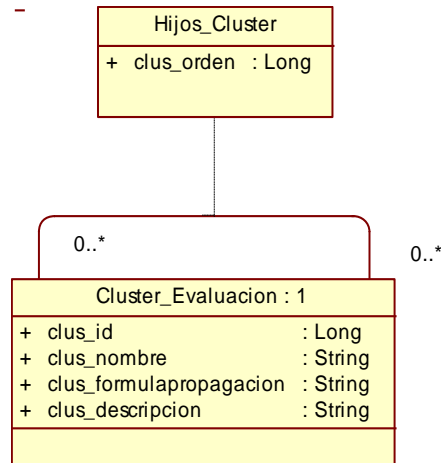 Hijos_Cluster
+ clus_orden : Long
0..*
0..*
Cluster_Evaluacion : 1
+ clus_id : Long
+ clus_nombre : String
+ clus_formulapropagacion : String
+ clus_descripcion : String